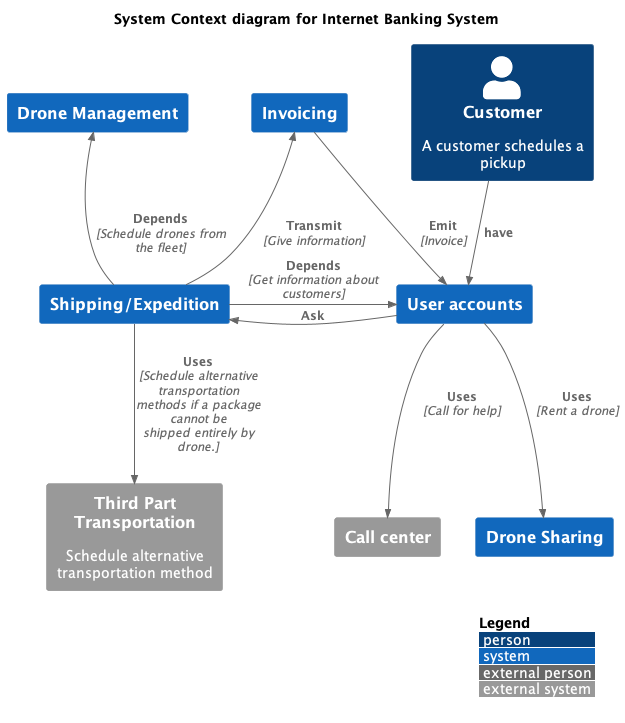 System Context diagram for Internet Banking System
Customer
A customer schedules a
pickup
Drone Management
Invoicing
Depends
[Schedule drones from
the fleet]
Transmit
[Give information]
Emit
[Invoice]
have
Depends
[Get information about
customers]
Shipping/Expedition
User accounts
Ask
Uses
[Schedule alternative
transportation
methods if a package
cannot be
shipped entirely by
drone.]
Uses
[Call for help]
Uses
[Rent a drone]
Third Part
Transportation
Schedule alternative
transportation method
Call center
Drone Sharing
Legend
person
system
external person
external system